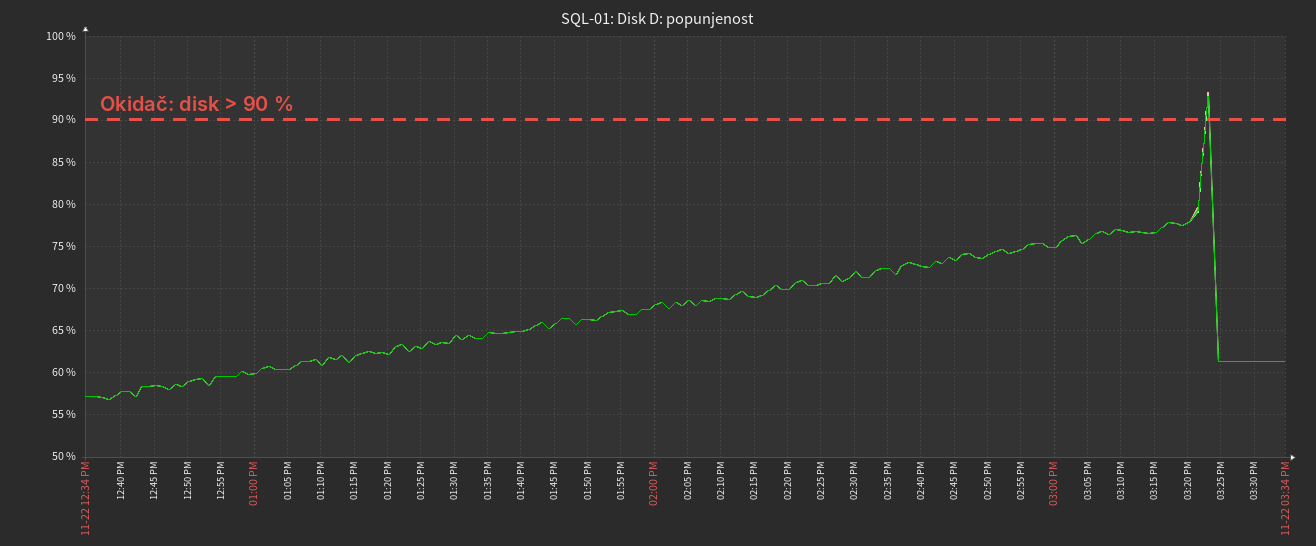 SQL-01: Disk D: popunjenost
100 %
95 %
Okidač: disk > 90 %
90 %
85 %
80 %
75 %
70 %
65 %
60 %
55 %
50 %
11-22 12:34 PM
12:40 PM
12:45 PM
12:50 PM
12:55 PM
01:00 PM
01:05 PM
01:10 PM
01:15 PM
01:20 PM
01:25 PM
01:30 PM
01:35 PM
01:40 PM
01:45 PM
01:50 PM
01:55 PM
02:00 PM
02:05 PM
02:10 PM
02:15 PM
02:20 PM
02:25 PM
02:30 PM
02:35 PM
02:40 PM
02:45 PM
02:50 PM
02:55 PM
03:00 PM
03:05 PM
03:10 PM
03:15 PM
03:20 PM
03:25 PM
03:30 PM
11-22 03:34 PM